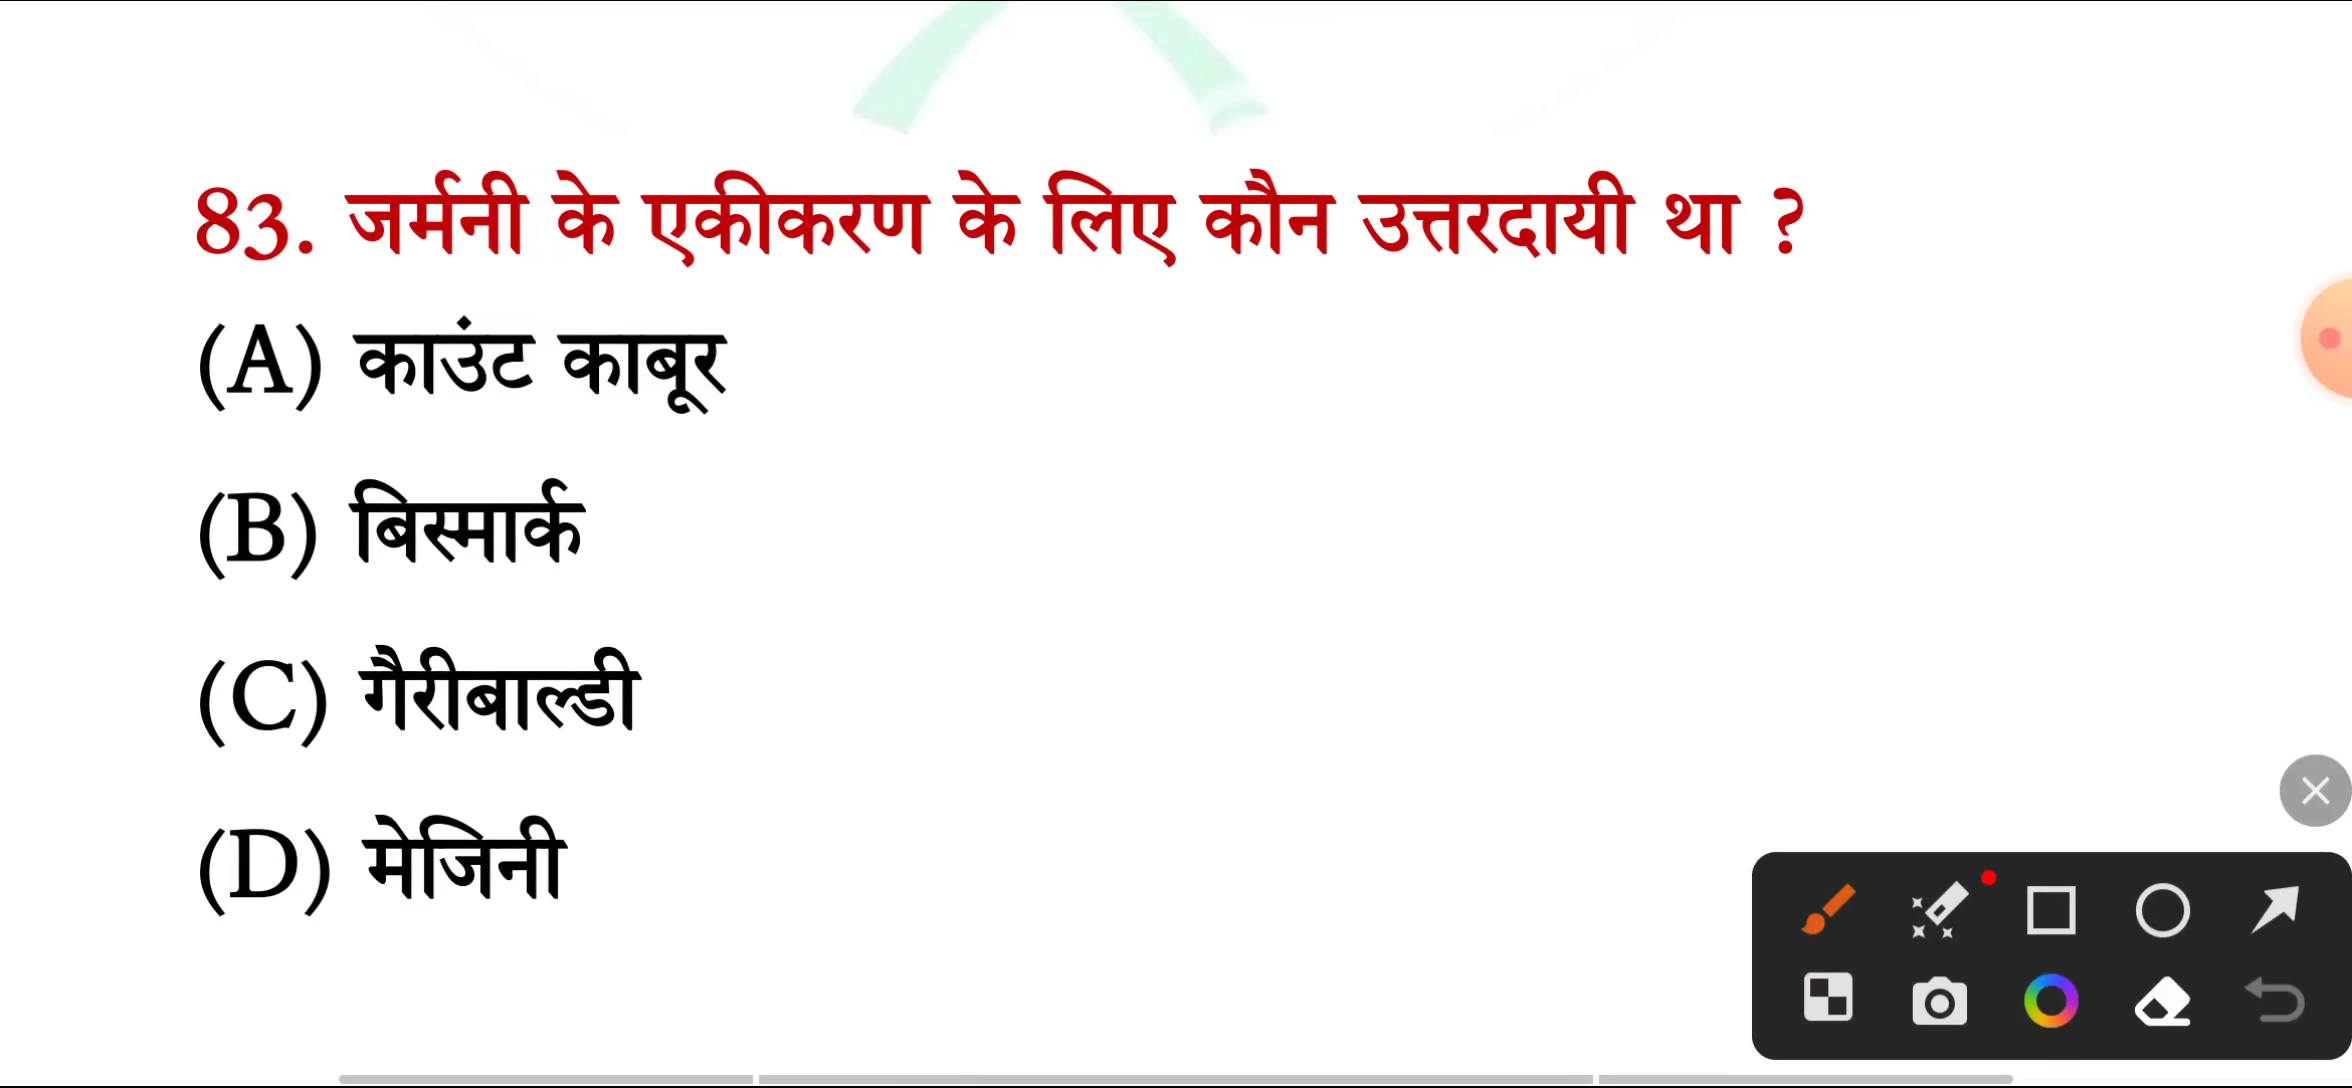 83. जर्मनी के एकीकरण के लिए कौन उत्तरदायी था ?
(A) काउंट काबूर
(B) बिस्मार्क
(C) गैरीबाल्डी
(D) मेजिनी